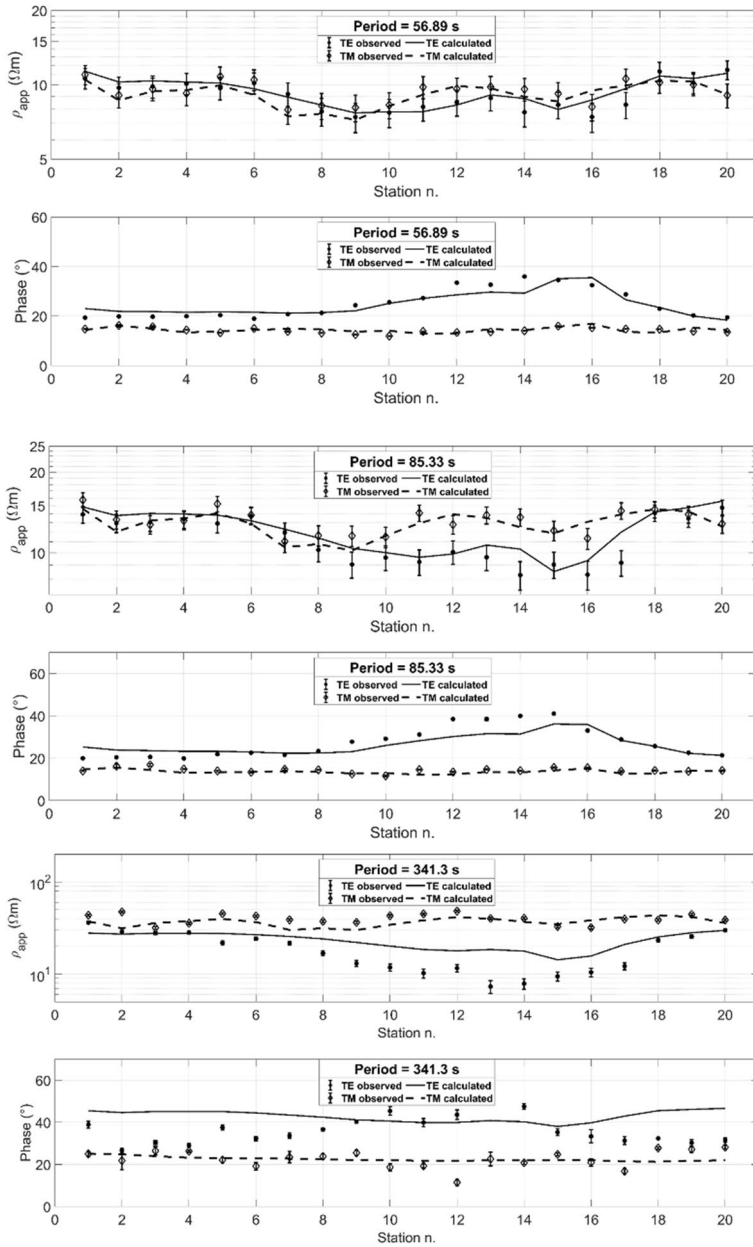 20
15
10
5
ρapp (Ωm)
Period = 56.89 s
TE observed TE calculated
TM observed TM calculated
0 2 4 6 8 10 12 14 16 18 20
Station n.
60
40
20
0
Phase (°)
Period = 56.89 s
TE observed TE calculated
TM observed TM calculated
0 2 4 6 8 10 12 14 16 18 20
Station n.
25
20
15
10
ρapp (Ωm)
Period = 85.33 s
TE observed TE calculated
TM observed TM calculated
0 2 4 6 8 10 12 14 16 18 20
Station n.
60
40
20
0
Phase (°)
Period = 85.33 s
TE observed TE calculated
TM observed TM calculated
0 2 4 6 8 10 12 14 16 18 20
Station n.
10²
10¹
ρapp (Ωm)
Period = 341.3 s
TE observed TE calculated
TM observed TM calculated
0 2 4 6 8 10 12 14 16 18 20
Station n.
60
40
20
0
Phase (°)
Period = 341.3 s
TE observed TE calculated
TM observed TM calculated
0 2 4 6 8 10 12 14 16 18 20
Station n.